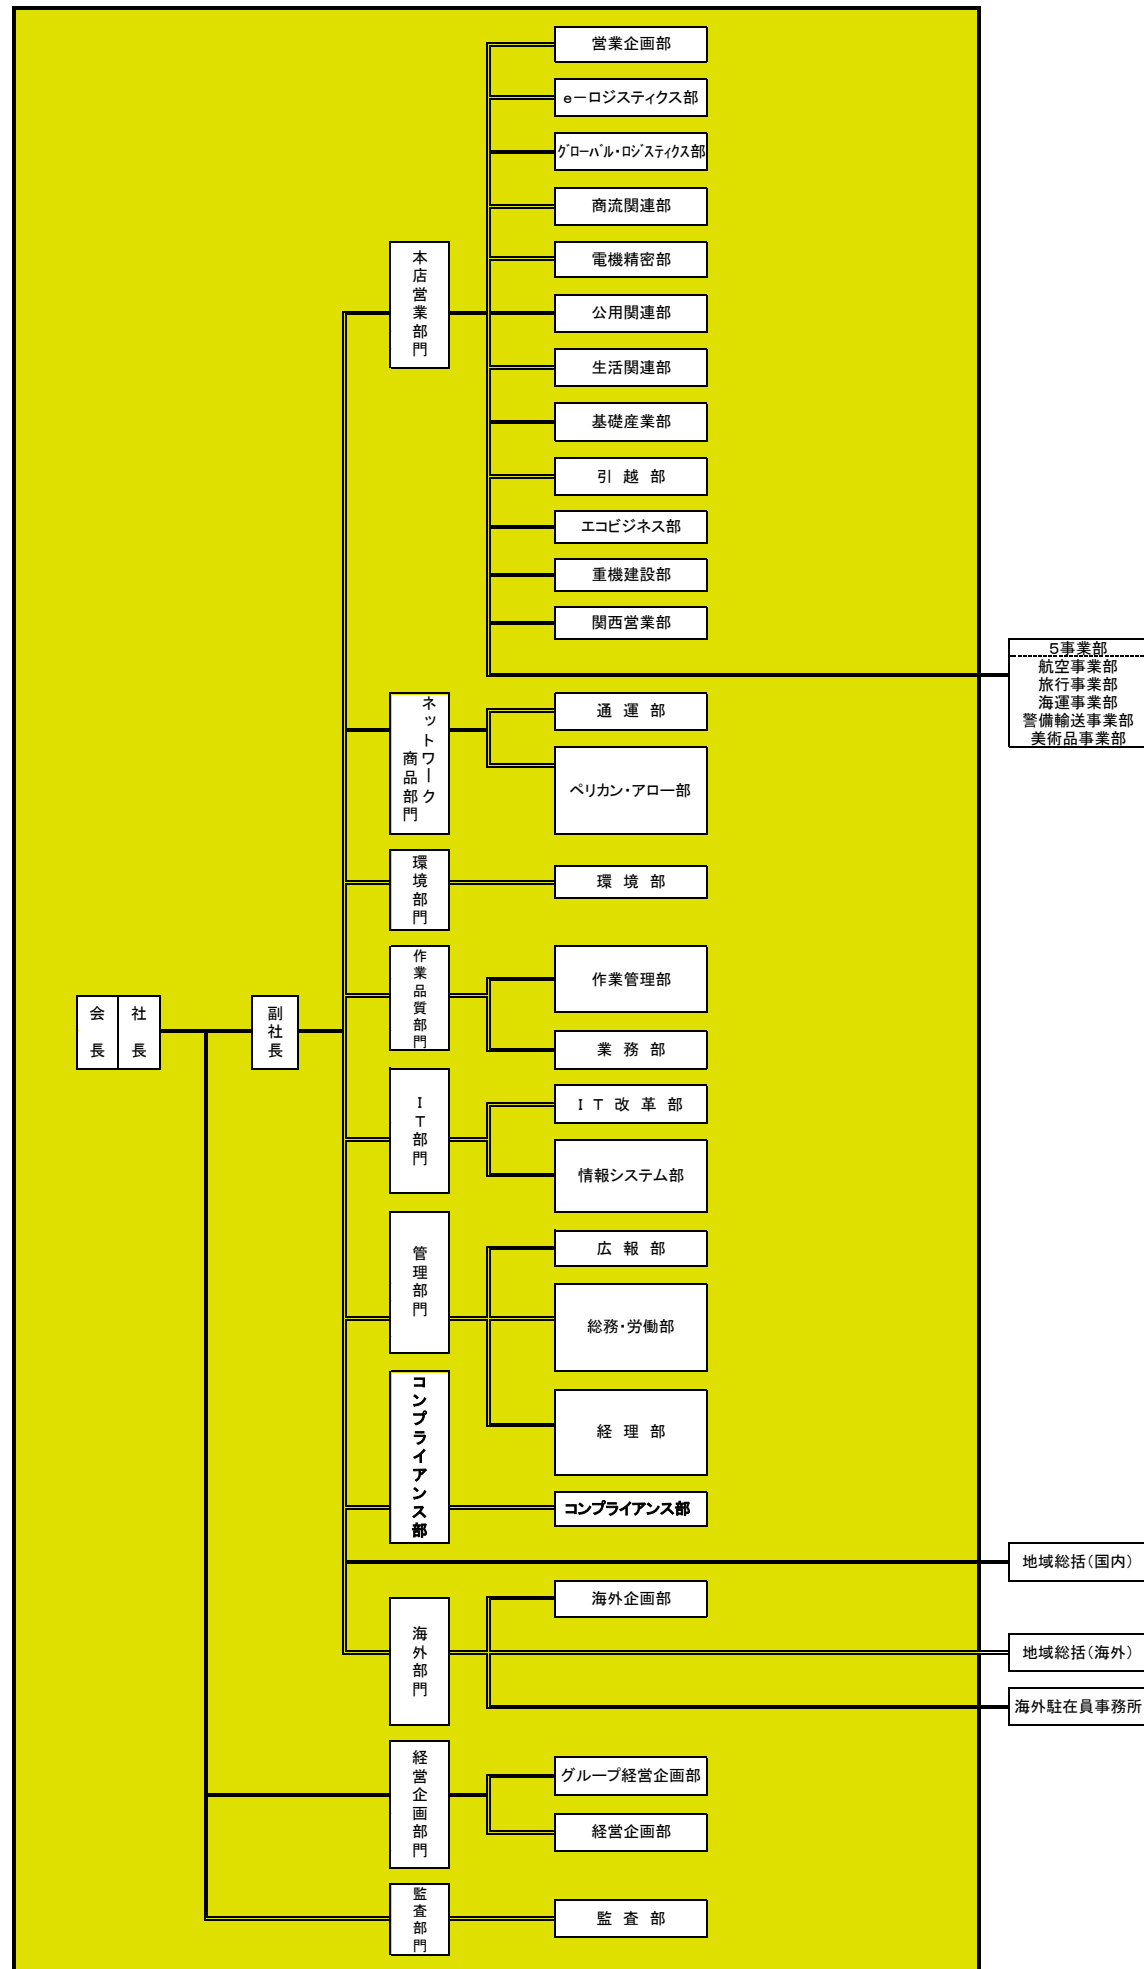 営業企画部
e－ロジスティクス部
ｸﾞﾛｰﾊﾞﾙ・ﾛｼﾞｽﾃｨｸｽ部
商流関連部
本店営業部門
電機精密部
公用関連部
生活関連部
基礎産業部
引 越 部
エコビジネス部
重機建設部
関西営業部
5事業部
航空事業部
旅行事業部
海運事業部
警備輸送事業部
美術品事業部
ネットワーク
商品部門
通 運 部
ペリカン・アロー部
環境部門
環 境 部
作業品質部門
作業管理部
業 務 部
会長
社長
副社長
IT部門
I T 改 革 部
情報システム部
管理部門
広 報 部
総務・労働部
経 理 部
コンプライアンス部
コンプライアンス部
地域総括(国内)
海外部門
海外企画部
地域総括(海外)
海外駐在員事務所
経営企画部門
グループ経営企画部
経営企画部
監査部門
監 査 部